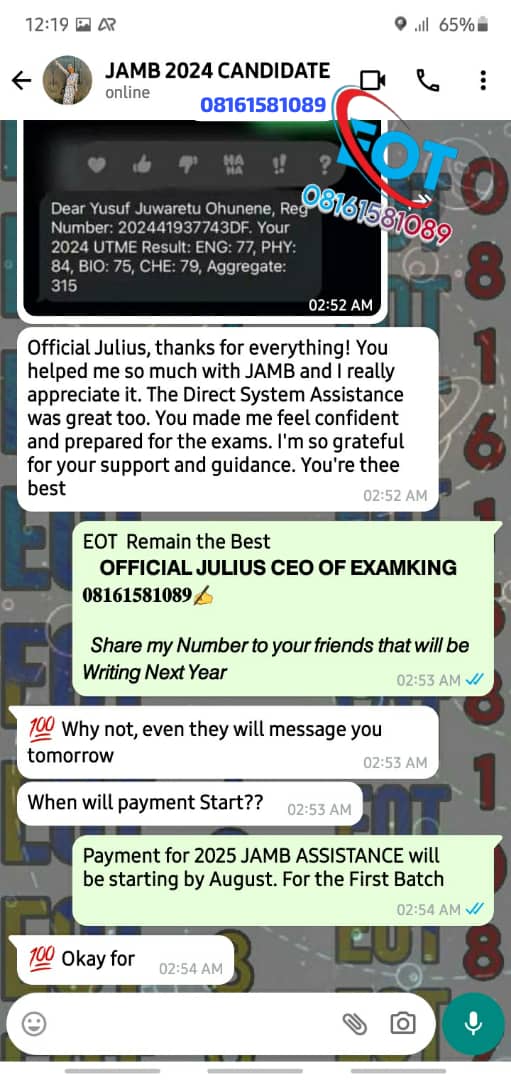 12:19 65%
JAMB 2024 CANDIDATE
online
08161581089
EOT
08161581089
HA HA !! ?
Dear Yusuf Juwaretu Ohunene, Reg
Number: 202441937743DF. Your
2024 UTME Result: ENG: 77, PHY:
84, BIO: 75, CHE: 79, Aggregate:
315
02:52 AM
Official Julius, thanks for everything! You
helped me so much with JAMB and I really
appreciate it. The Direct System Assistance
was great too. You made me feel confident
and prepared for the exams. I'm so grateful
for your support and guidance. You're thee
best
02:52 AM
EOT Remain the Best
OFFICIAL JULIUS CEO OF EXAMKING
08161581089✍️
Share my Number to your friends that will be
Writing Next Year
02:53 AM
💯 Why not, even they will message you
tomorrow
02:53 AM
When will payment Start??
02:53 AM
Payment for 2025 JAMB ASSISTANCE will
be starting by August. For the First Batch
02:54 AM
💯 Okay for
02:54 AM